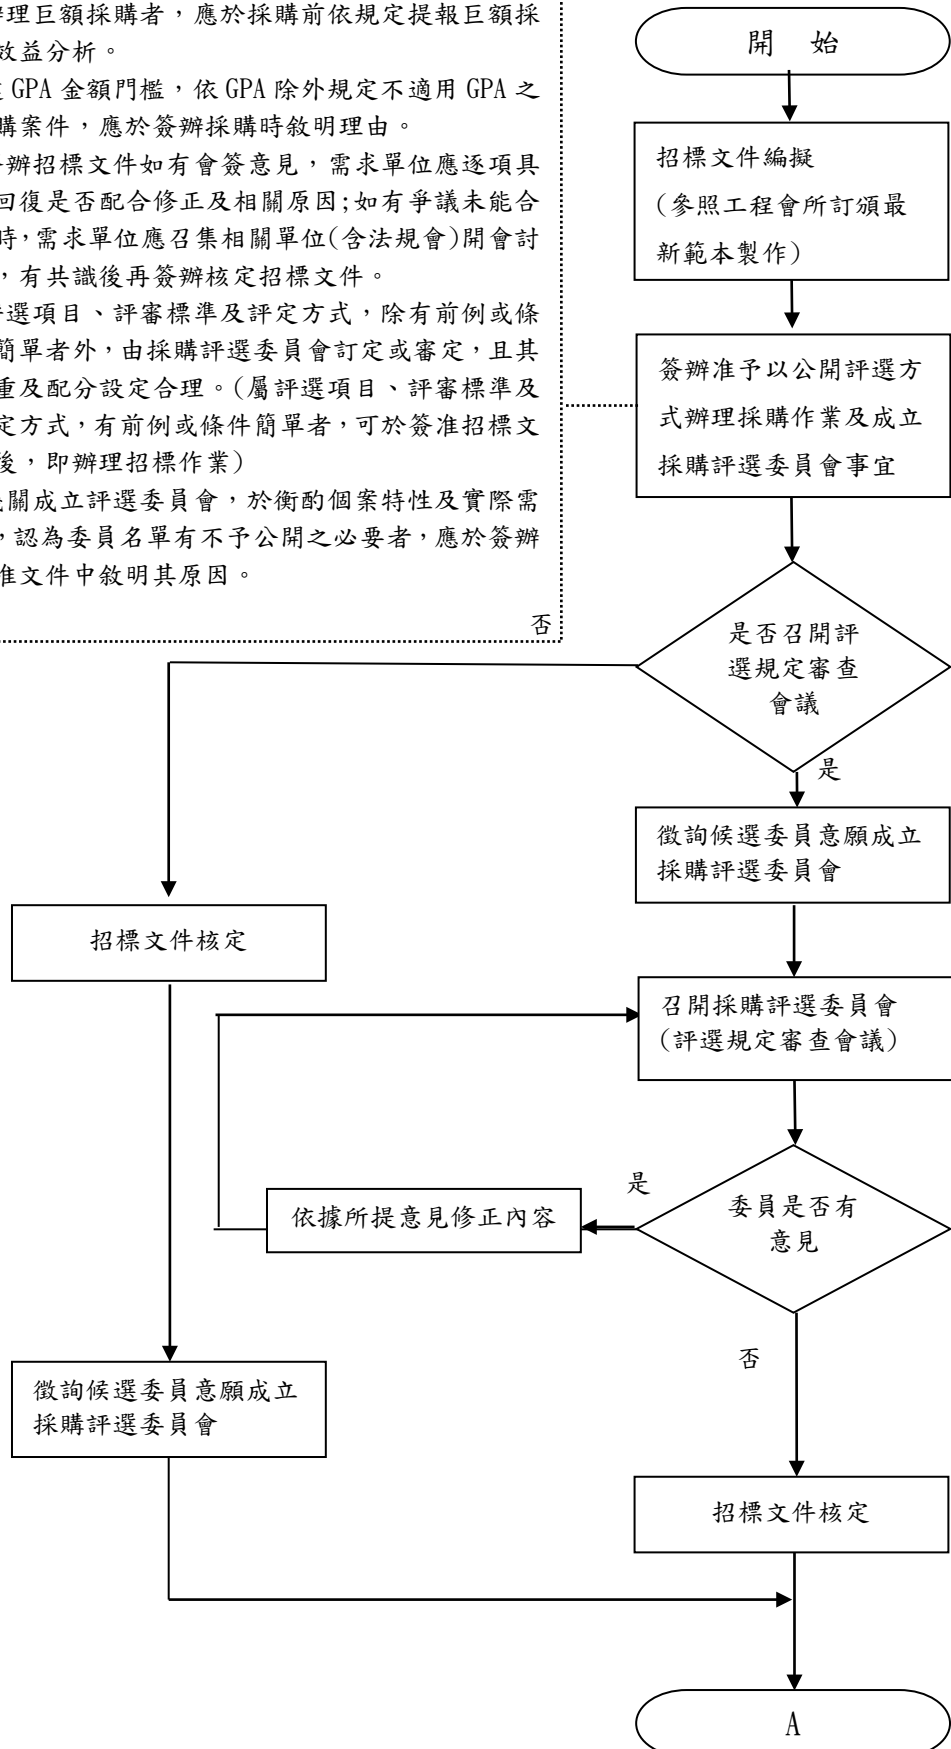 辦理巨額採購者，應於採購前依規定提報巨額採
效益分析。
GPA 金額門檻，依 GPA 除外規定不適用 GPA 之
購案件，應於簽辦採購時敘明理由。
辦招標文件如有會簽意見，需求單位應逐項具
回復是否配合修正及相關原因;如有爭議未能合
時，需求單位應召集相關單位(含法規會)開會討
，有共識後再簽辦核定招標文件。
評選項目、評審標準及評定方式，除有前例或條
簡單者外，由採購評選委員會訂定或審定，且其
重及配分設定合理。(屬評選項目、評審標準及
定方式，有前例或條件簡單者，可於簽准招標文
後，即辦理招標作業)
機關成立評選委員會，於衡酌個案特性及實際需
，認為委員名單有不予公開之必要者，應於簽辦
准文件中敘明其原因。
開 始
招標文件編擬
(參照工程會所訂頒最
新範本製作)
簽辦准予以公開評選方
式辦理採購作業及成立
採購評選委員會事宜
是否召開評
選規定審查
會議
否
是
徵詢候選委員意願成立
採購評選委員會
招標文件核定
召開採購評選委員會
(評選規定審查會議)
委員是否有
意見
是
依據所提意見修正內容
否
徵詢候選委員意願成立
採購評選委員會
招標文件核定
A